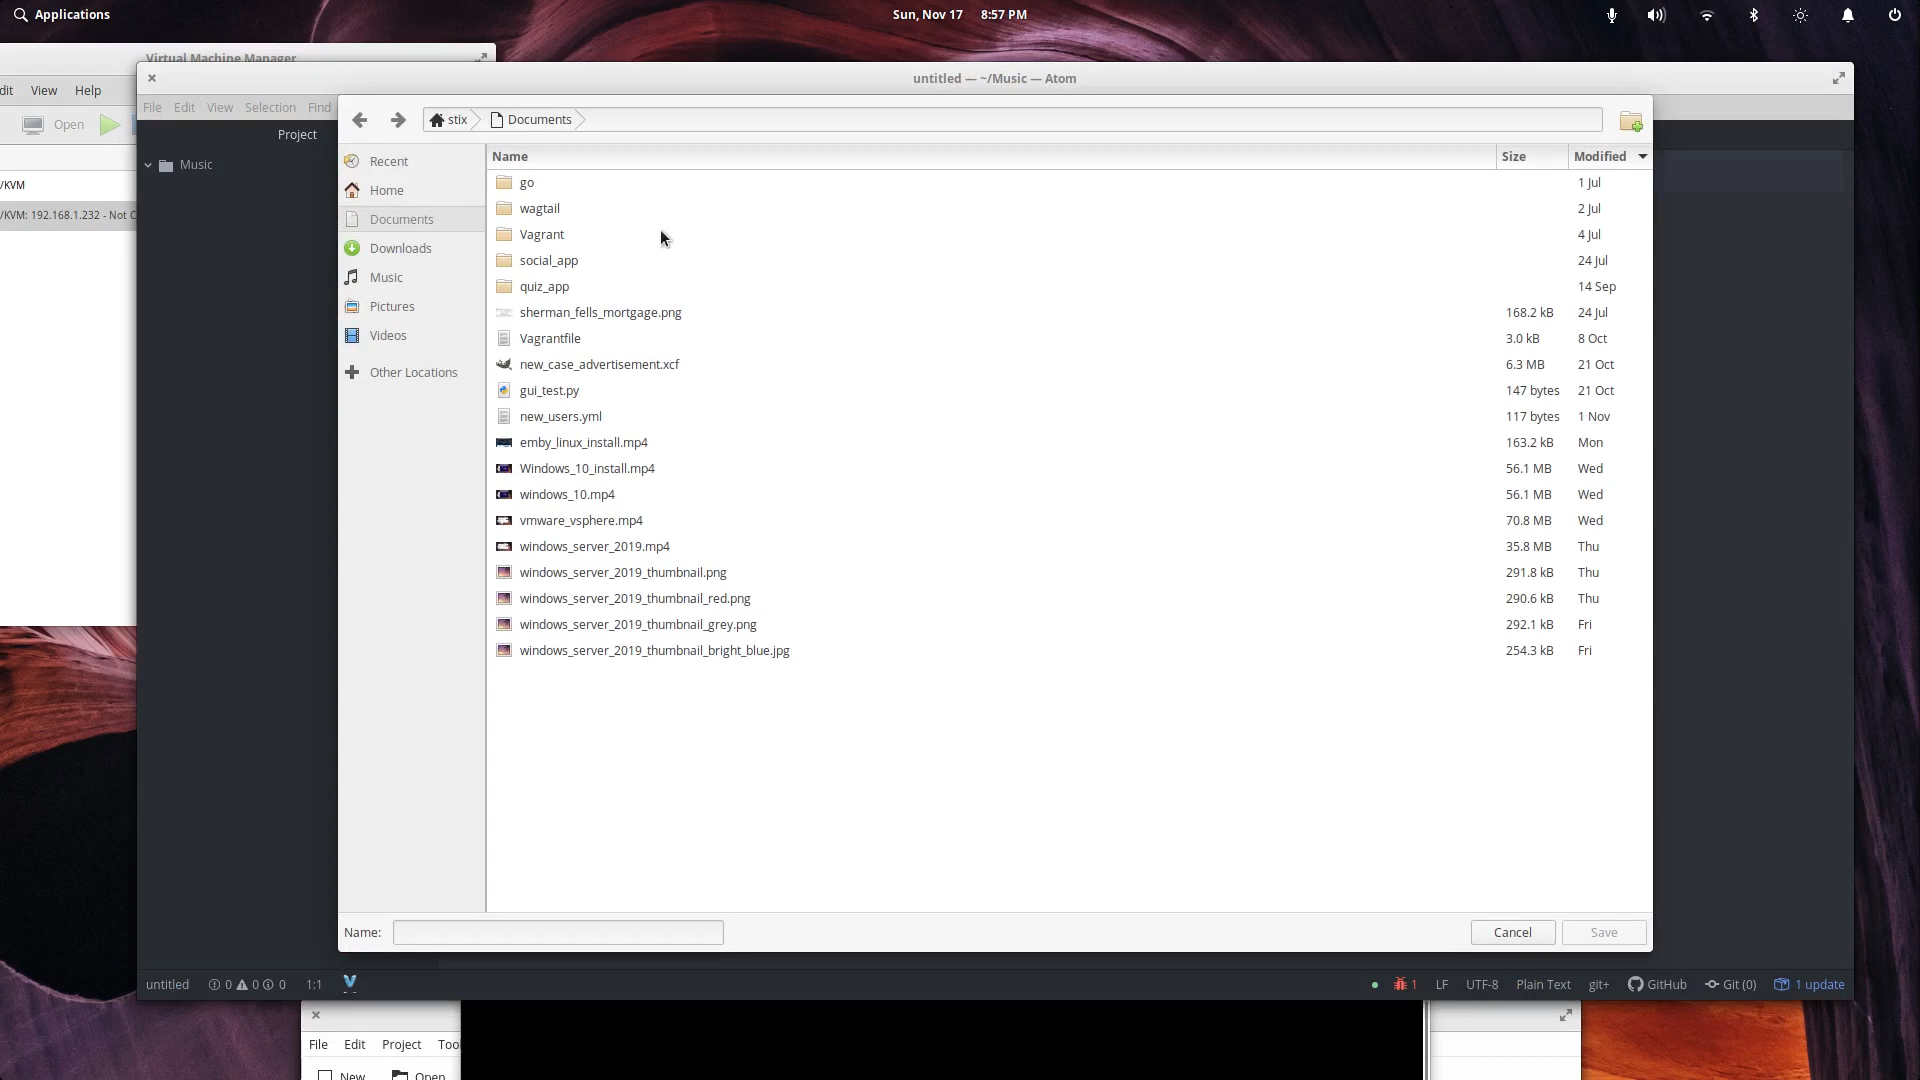 Applications
Sun, Nov 17 8:57 PM
Virtual Machine Manager
dit View Help
Open
/KVM
/KVM: 192.168.1.232 - Not C
untitled — ~/Music — Atom
File Edit View Selection Find
Project
Music
stix Documents
Recent
Home
Documents
Downloads
Music
Pictures
Videos
Other Locations
Name Size Modified
go 1 Jul
wagtail 2 Jul
Vagrant 4 Jul
social_app 24 Jul
quiz_app 14 Sep
sherman_fells_mortgage.png 168.2 kB 24 Jul
Vagrantfile 3.0 kB 8 Oct
new_case_advertisement.xcf 6.3 MB 21 Oct
gui_test.py 147 bytes 21 Oct
new_users.yml 117 bytes 1 Nov
emby_linux_install.mp4 163.2 kB Mon
Windows_10_install.mp4 56.1 MB Wed
windows_10.mp4 56.1 MB Wed
vmware_vsphere.mp4 70.8 MB Wed
windows_server_2019.mp4 35.8 MB Thu
windows_server_2019_thumbnail.png 291.8 kB Thu
windows_server_2019_thumbnail_red.png 290.6 kB Thu
windows_server_2019_thumbnail_grey.png 292.1 kB Fri
windows_server_2019_thumbnail_bright_blue.jpg 254.3 kB Fri
Name: Cancel Save
untitled 0 0 0 1:1 1 LF UTF-8 Plain Text git+ GitHub Git (0) 1 update
File Edit Project Too
New Open